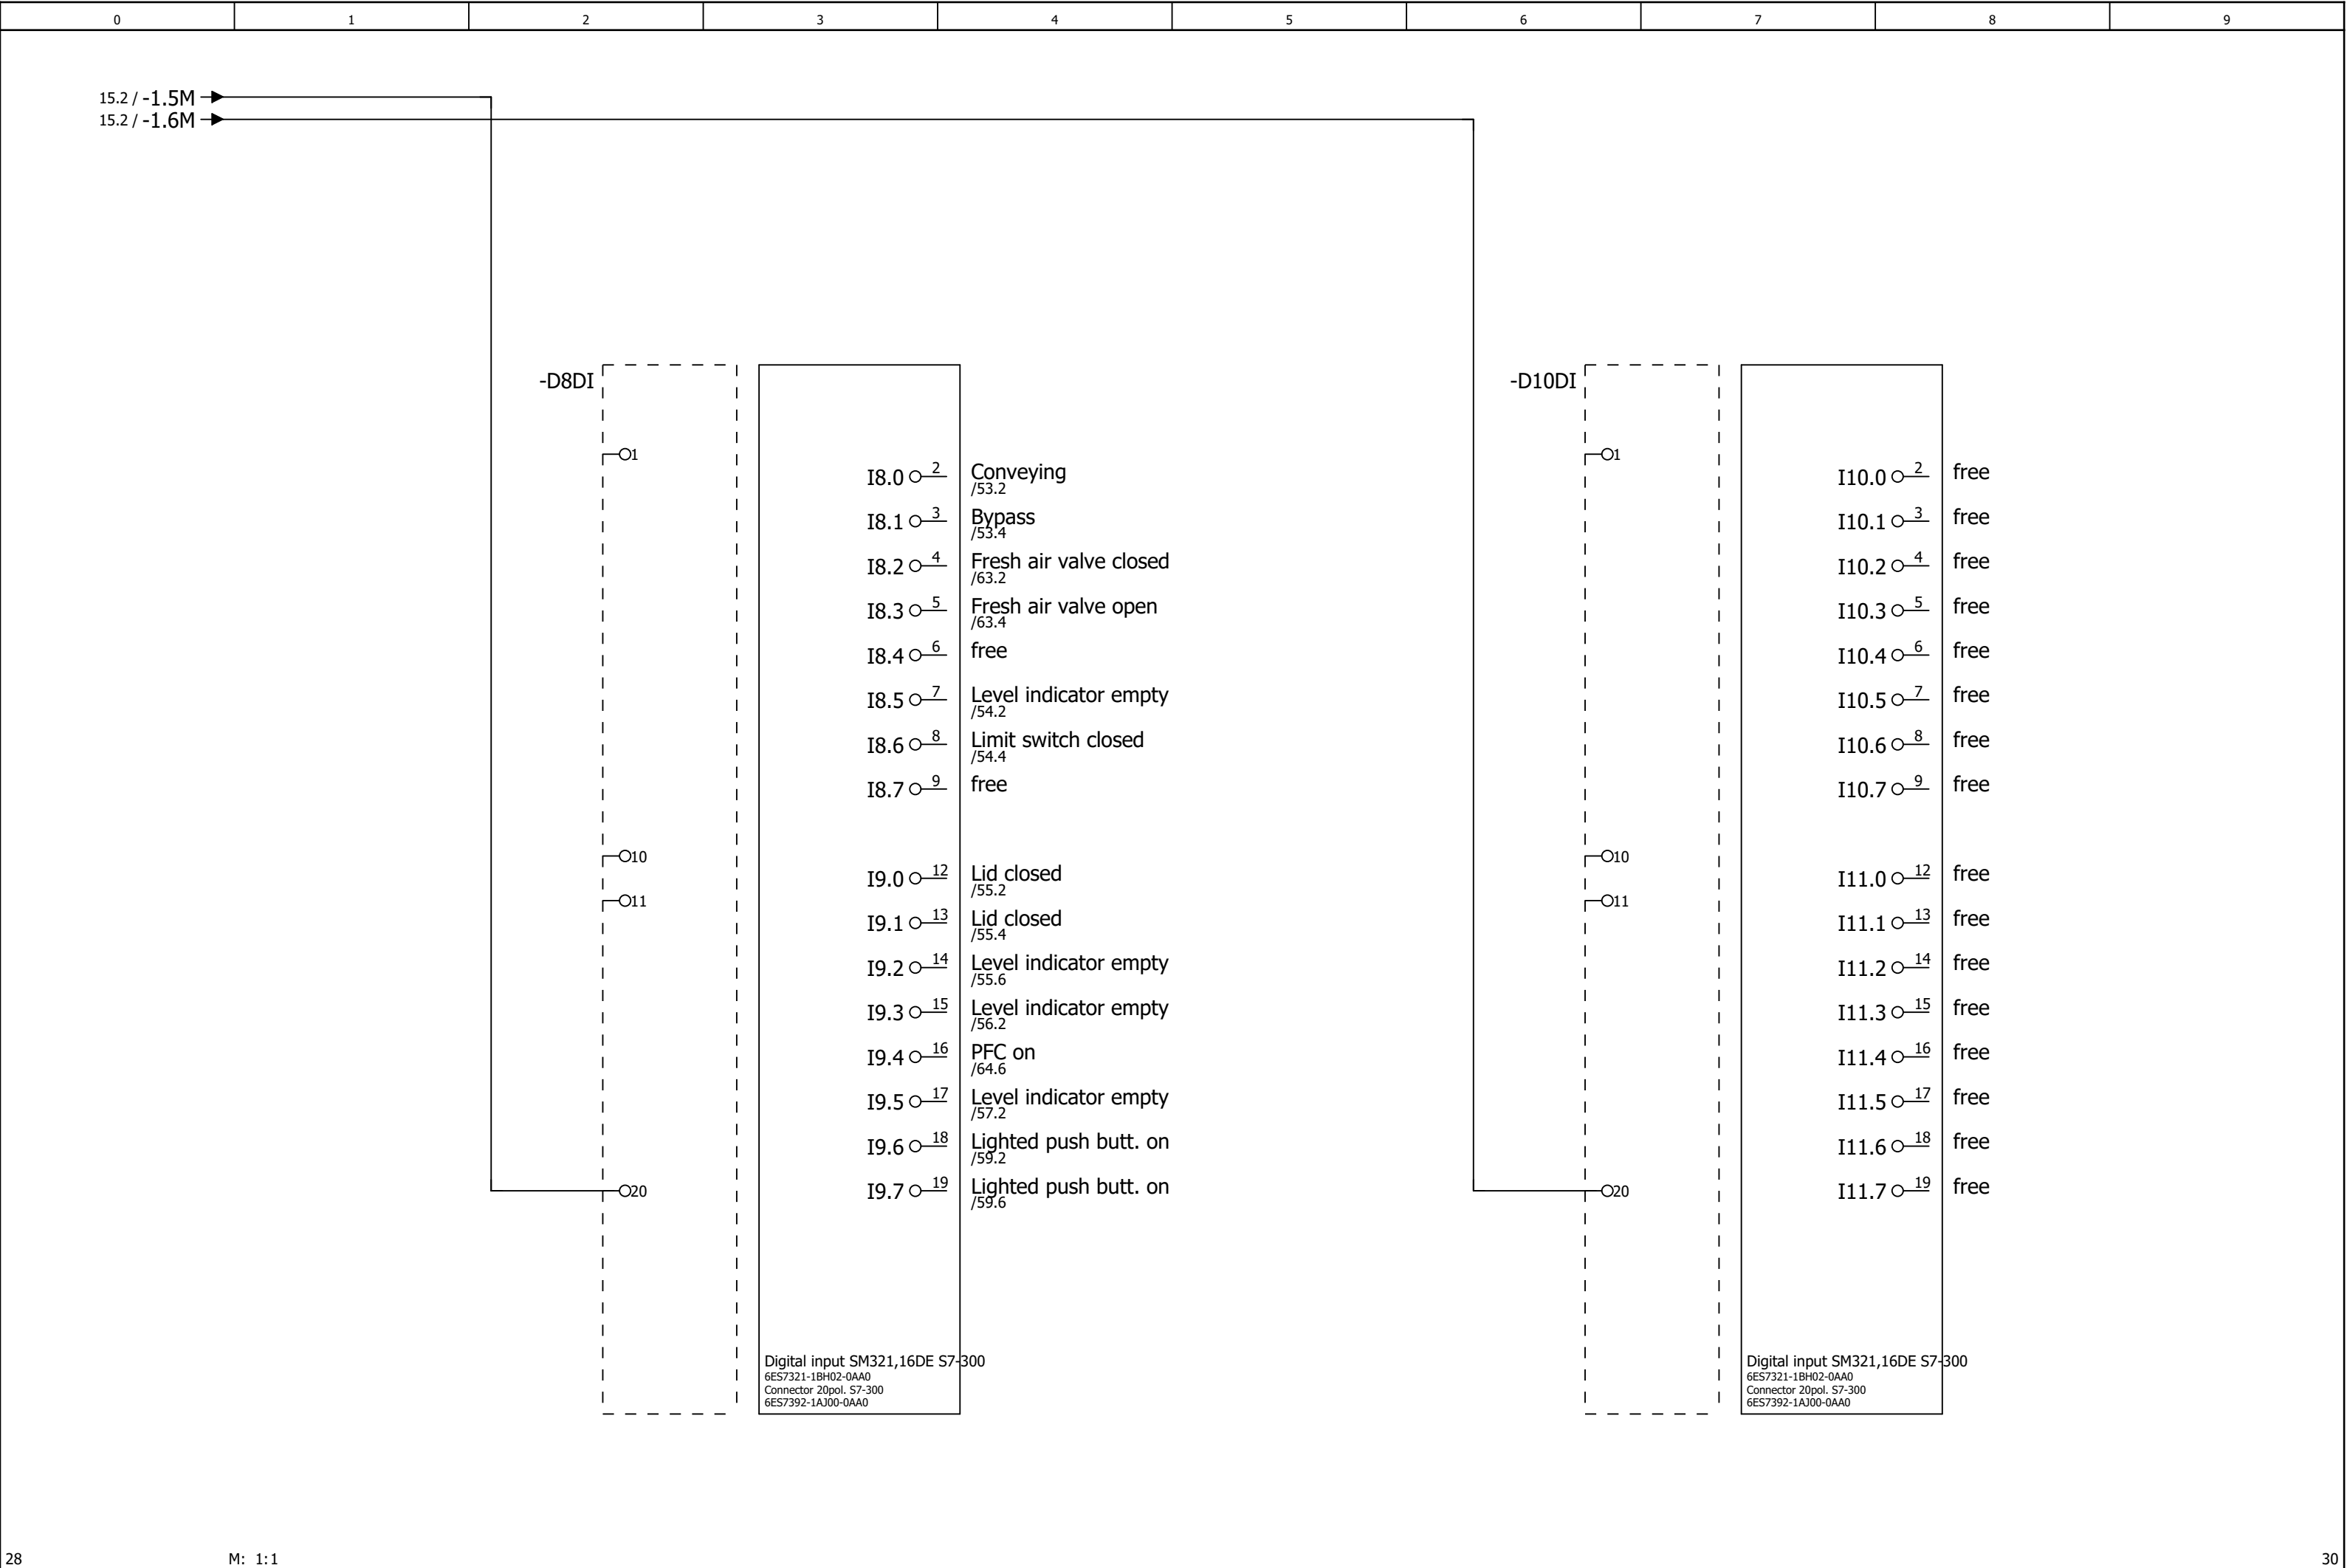 0 1 2 3 4 5 6 7 8 9
15.2 / -1.5M
15.2 / -1.6M
-D8DI
1
10
11
20
I8.0 2 Conveying
/53.2
I8.1 3 Bypass
/53.4
I8.2 4 Fresh air valve closed
/63.2
I8.3 5 Fresh air valve open
/63.4
I8.4 6 free
I8.5 7 Level indicator empty
/54.2
I8.6 8 Limit switch closed
/54.4
I8.7 9 free
I9.0 12 Lid closed
/55.2
I9.1 13 Lid closed
/55.4
I9.2 14 Level indicator empty
/55.6
I9.3 15 Level indicator empty
/56.2
I9.4 16 PFC on
/64.6
I9.5 17 Level indicator empty
/57.2
I9.6 18 Lighted push butt. on
/59.2
I9.7 19 Lighted push butt. on
/59.6
Digital input SM321,16DE S7-300
6ES7321-1BH02-0AA0
Connector 20pol. S7-300
6ES7392-1AJ00-0AA0
-D10DI
1
10
11
20
I10.0 2 free
I10.1 3 free
I10.2 4 free
I10.3 5 free
I10.4 6 free
I10.5 7 free
I10.6 8 free
I10.7 9 free
I11.0 12 free
I11.1 13 free
I11.2 14 free
I11.3 15 free
I11.4 16 free
I11.5 17 free
I11.6 18 free
I11.7 19 free
Digital input SM321,16DE S7-300
6ES7321-1BH02-0AA0
Connector 20pol. S7-300
6ES7392-1AJ00-0AA0
28 M: 1:1 30